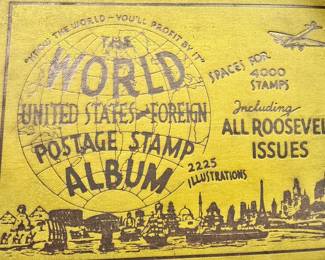 "KNOW THE WORLD - YOU'LL PROFIT BY IT"
THE
WORLD
UNITED STATES AND FOREIGN
POSTAGE STAMP
ALBUM
SPACES FOR
4000
STAMPS
Including
ALL ROOSEVEL
ISSUES
2225
ILLUSTRATIONS